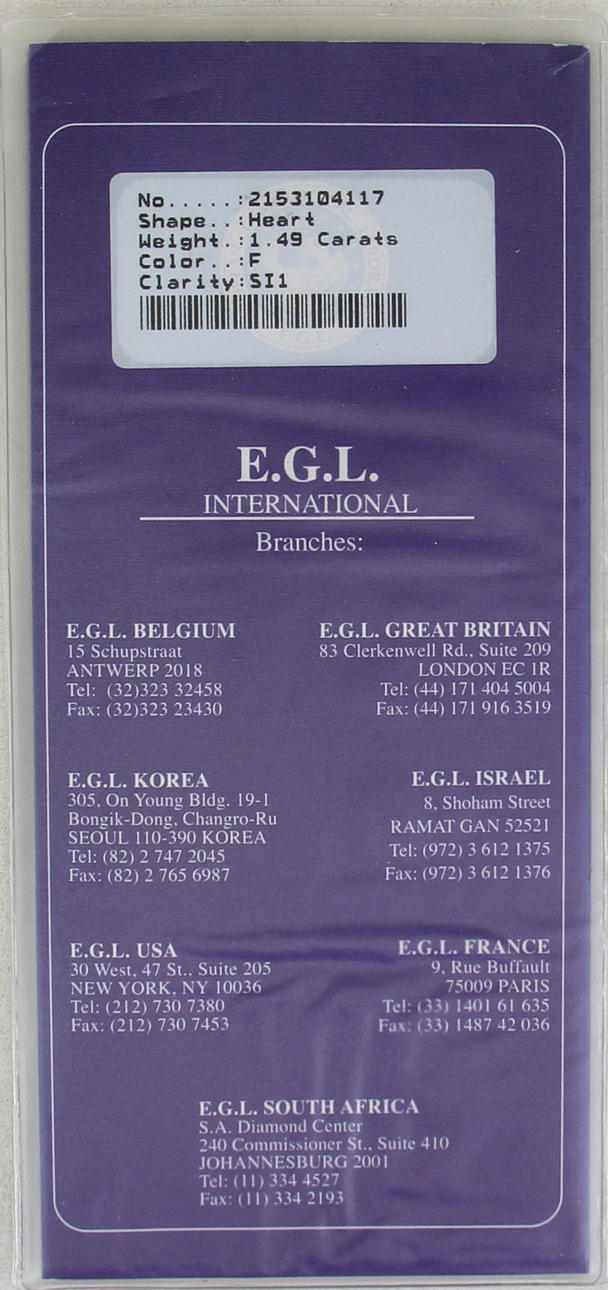 No.....:2153104117
Shape..:Heart
Weight.:1.49 Carats
Color..:F
Clarity:SI1
E.G.L.
E.G.L.
INTERNATIONAL
Branches:
E.G.L. BELGIUM
15 Schupstraat
ANTWERP 2018
Tel: (32)323 32458
Fax: (32)323 23430
E.G.L. GREAT BRITAIN
83 Clerkenwell Rd., Suite 209
LONDON EC 1R
Tel: (44) 171 404 5004
Fax: (44) 171 916 3519
E.G.L. KOREA
305, On Young Bldg. 19-1
Bongik-Dong, Changro-Ru
SEOUL 110-390 KOREA
Tel: (82) 2 747 2045
Fax: (82) 2 765 6987
E.G.L. ISRAEL
8, Shoham Street
RAMAT GAN 52521
Tel: (972) 3 612 1375
Fax: (972) 3 612 1376
E.G.L. USA
30 West, 47 St., Suite 205
NEW YORK, NY 10036
Tel: (212) 730 7380
Fax: (212) 730 7453
E.G.L. FRANCE
9, Rue Buffault
75009 PARIS
Tel: (33) 1401 61 635
Fax: (33) 1487 42 036
E.G.L. SOUTH AFRICA
S.A. Diamond Center
240 Commissioner St., Suite 410
JOHANNESBURG 2001
Tel: (11) 334 4527
Fax: (11) 334 2193